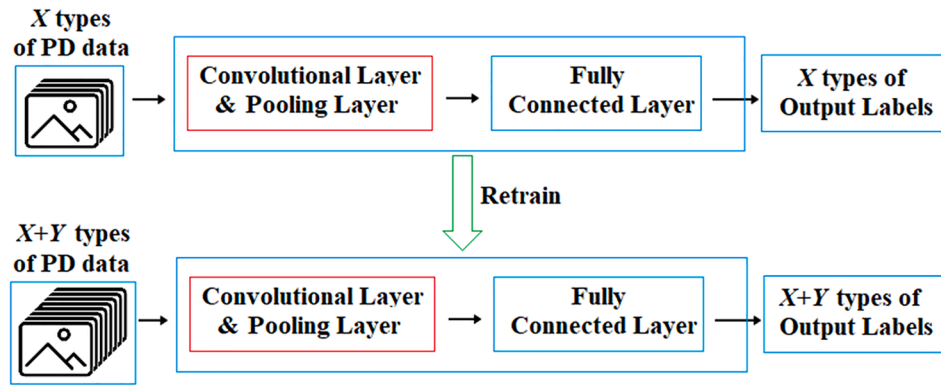 X types
of PD data
Convolutional Layer
& Pooling Layer
Fully
Connected Layer
X types of
Output Labels
Retrain
X+Y types
of PD data
Convolutional Layer
& Pooling Layer
Fully
Connected Layer
X+Y types of
Output Labels